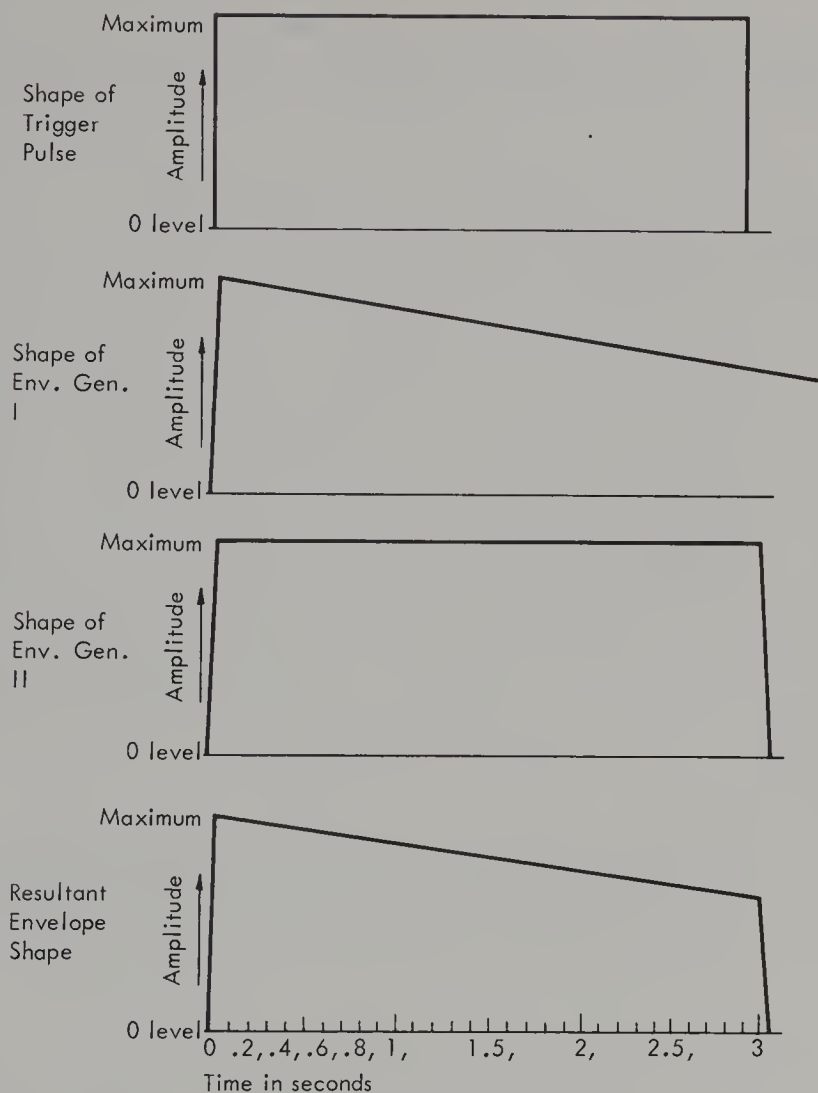 Maximum
Shape of
Trigger
Pulse
Amplitude
0 level
Maximum
Shape of
Env. Gen.
I
Amplitude
0 level
Maximum
Shape of
Env. Gen.
II
Amplitude
0 level
Maximum
Resultant
Envelope
Shape
Amplitude
0 level
0 .2,.4,.6,.8, 1, 1.5, 2, 2.5, 3
Time in seconds